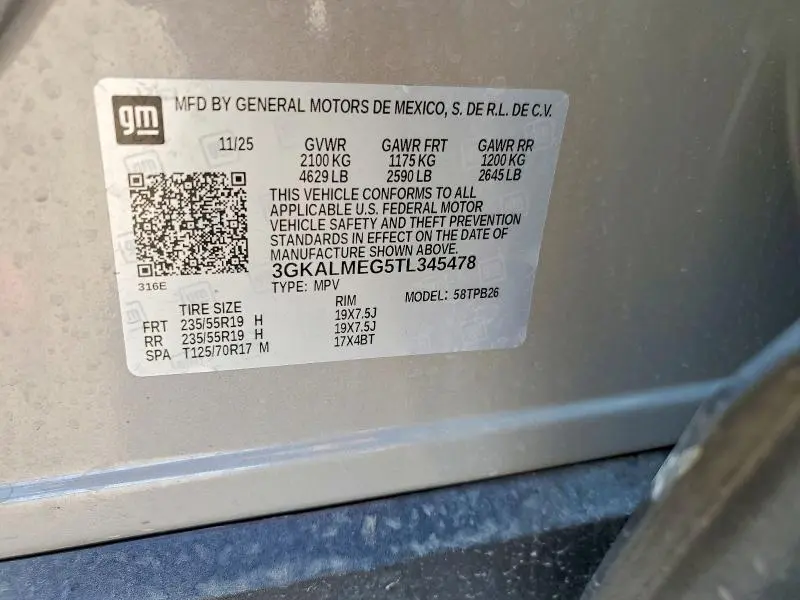 gm MFD BY GENERAL MOTORS DE MEXICO, S. DE R.L. DE C.V.
11/25 GVWR GAWR FRT GAWR RR
2100 KG 1175 KG 1200 KG
4629 LB 2590 LB 2645 LB
THIS VEHICLE CONFORMS TO ALL
APPLICABLE U.S. FEDERAL MOTOR
VEHICLE SAFETY AND THEFT PREVENTION
STANDARDS IN EFFECT ON THE DATE OF
MANUFACTURE SHOWN ABOVE.
3GKALMEG5TL345478
316E
TYPE: MPV MODEL: 58TPB26
TIRE SIZE RIM
FRT 235/55R19 H 19X7.5J
RR 235/55R19 H 19X7.5J
SPA T125/70R17 M 17X4BT